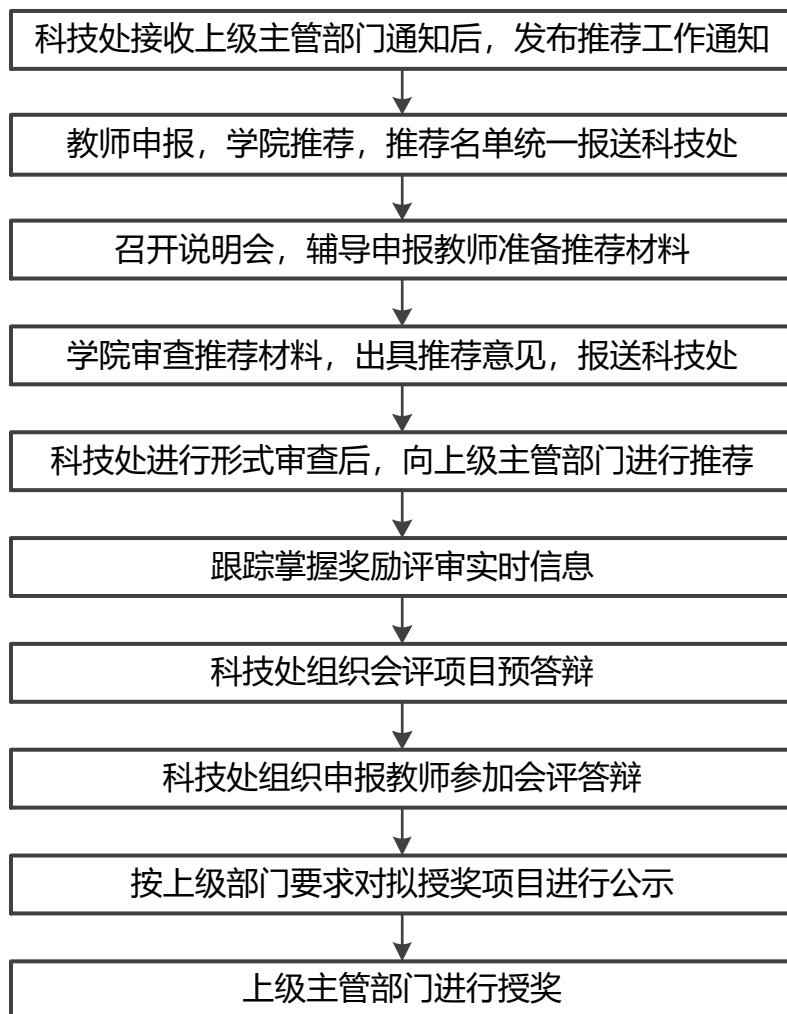 科技处接收上级主管部门通知后，发布推荐工作通知
教师申报，学院推荐，推荐名单统一报送科技处
召开说明会，辅导申报教师准备推荐材料
学院审查推荐材料，出具推荐意见，报送科技处
科技处进行形式审查后，向上级主管部门进行推荐
跟踪掌握奖励评审实时信息
科技处组织会评项目预答辩
科技处组织申报教师参加会评答辩
按上级部门要求对拟授奖项目进行公示
上级主管部门进行授奖